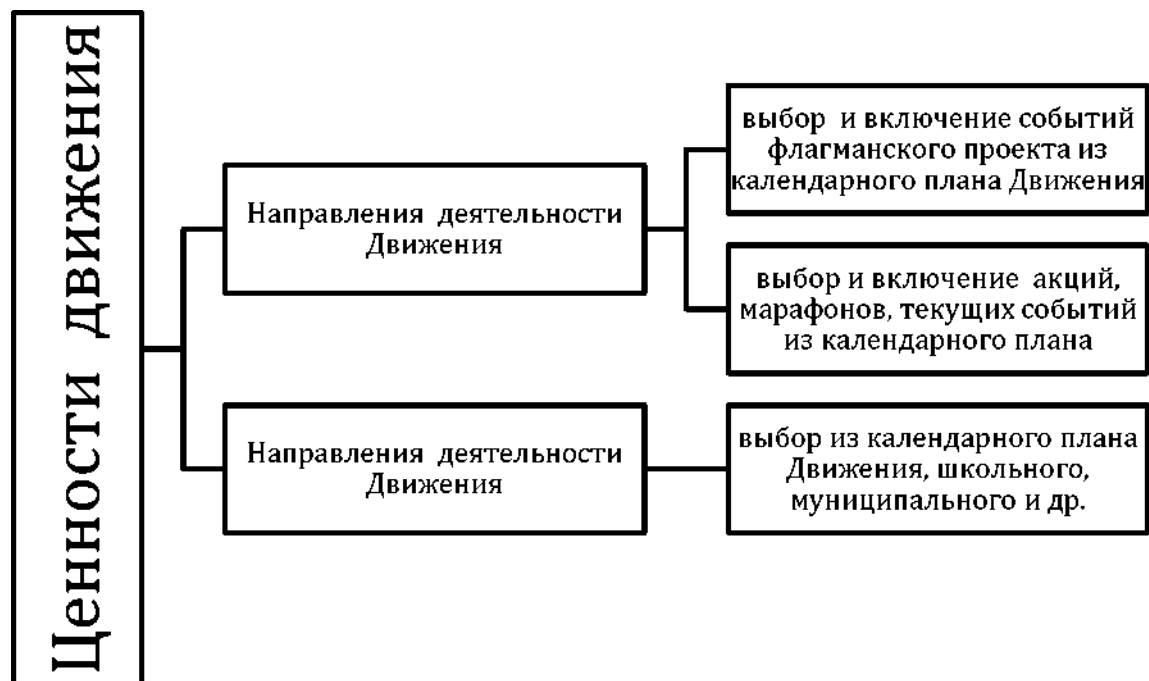 Ценности движения
Направления деятельности
Движения
выбор и включение событий
флагманского проекта из
календарного плана Движения
выбор и включение акций,
марафонов, текущих событий
из календарного плана
Направления деятельности
Движения
выбор из календарного плана
Движения, школьного,
муниципального и др.